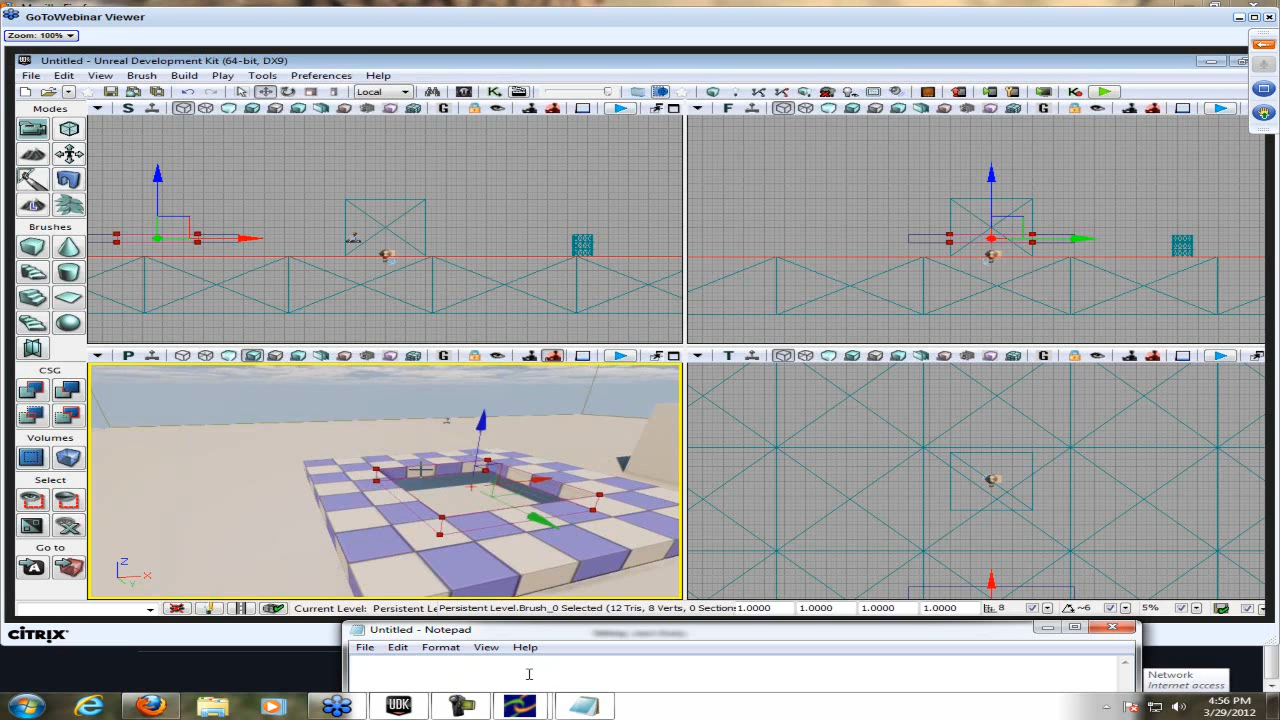 GoToWebinar Viewer
Zoom: 100%
Untitled - Unreal Development Kit (64-bit, DX9)
File Edit View Brush Build Play Tools Preferences Help
Local
Modes
S
F
Brushes
P
G
T
G
CSG
Volumes
Select
Go to
Z
X
Y
Current Level: Persistent Le
Persistent Level.Brush_0 Selected (12 Tris, 8 Verts, 0 Section
1.0000 1.0000 1.0000 1.0000 8 ~6 5%
CITRIX
Untitled - Notepad
File Edit Format View Help
Network
Internet access
UDK
4:56 PM
3/29/2012